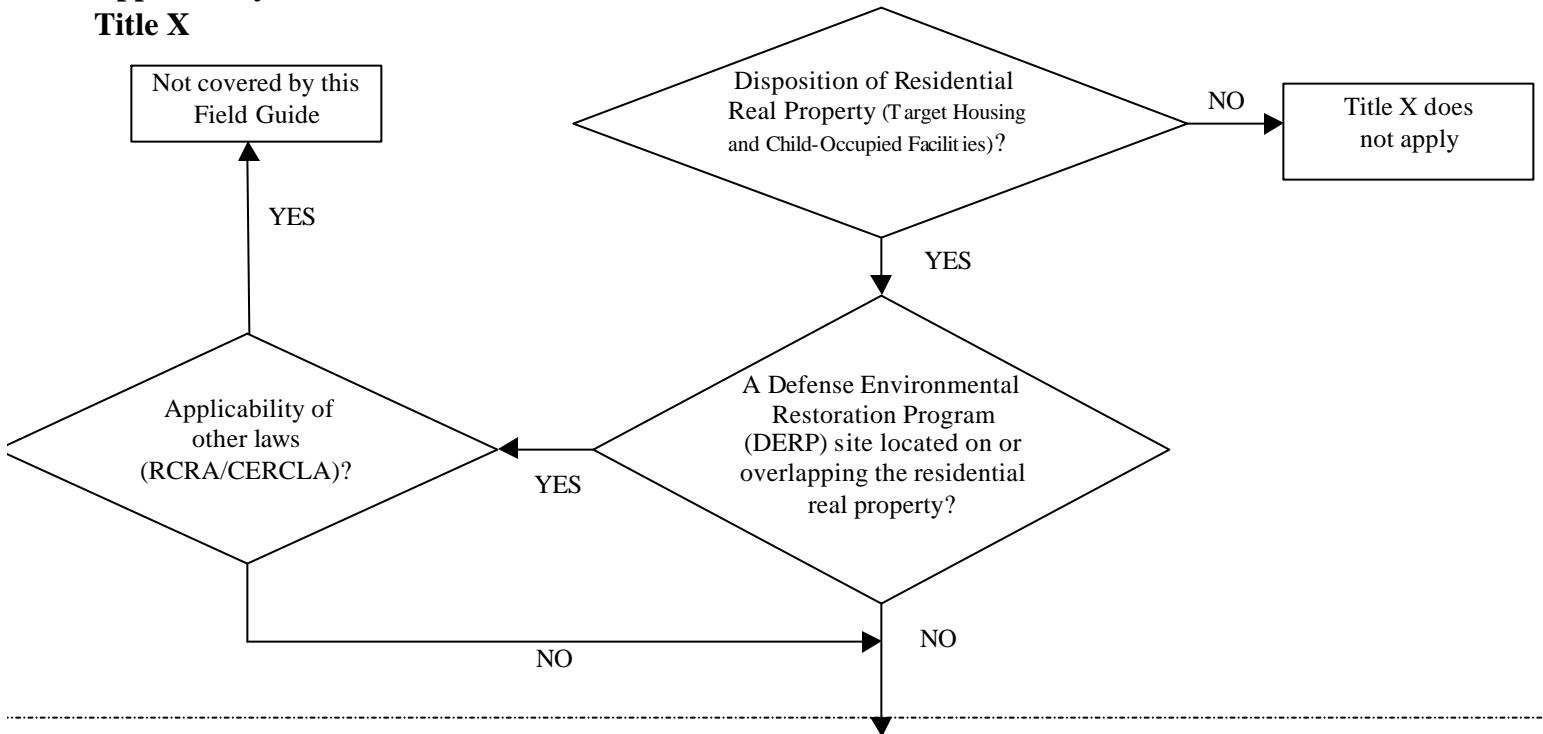 Title X
Not covered by this
Field Guide
YES
Disposition of Residential
Real Property (Target Housing
and Child-Occupied Facilities)?
NO
Title X does
not apply
YES
A Defense Environmental
Restoration Program
(DERP) site located on or
overlapping the residential
real property?
YES
Applicability of
other laws
(RCRA/CERCLA)?
NO
NO